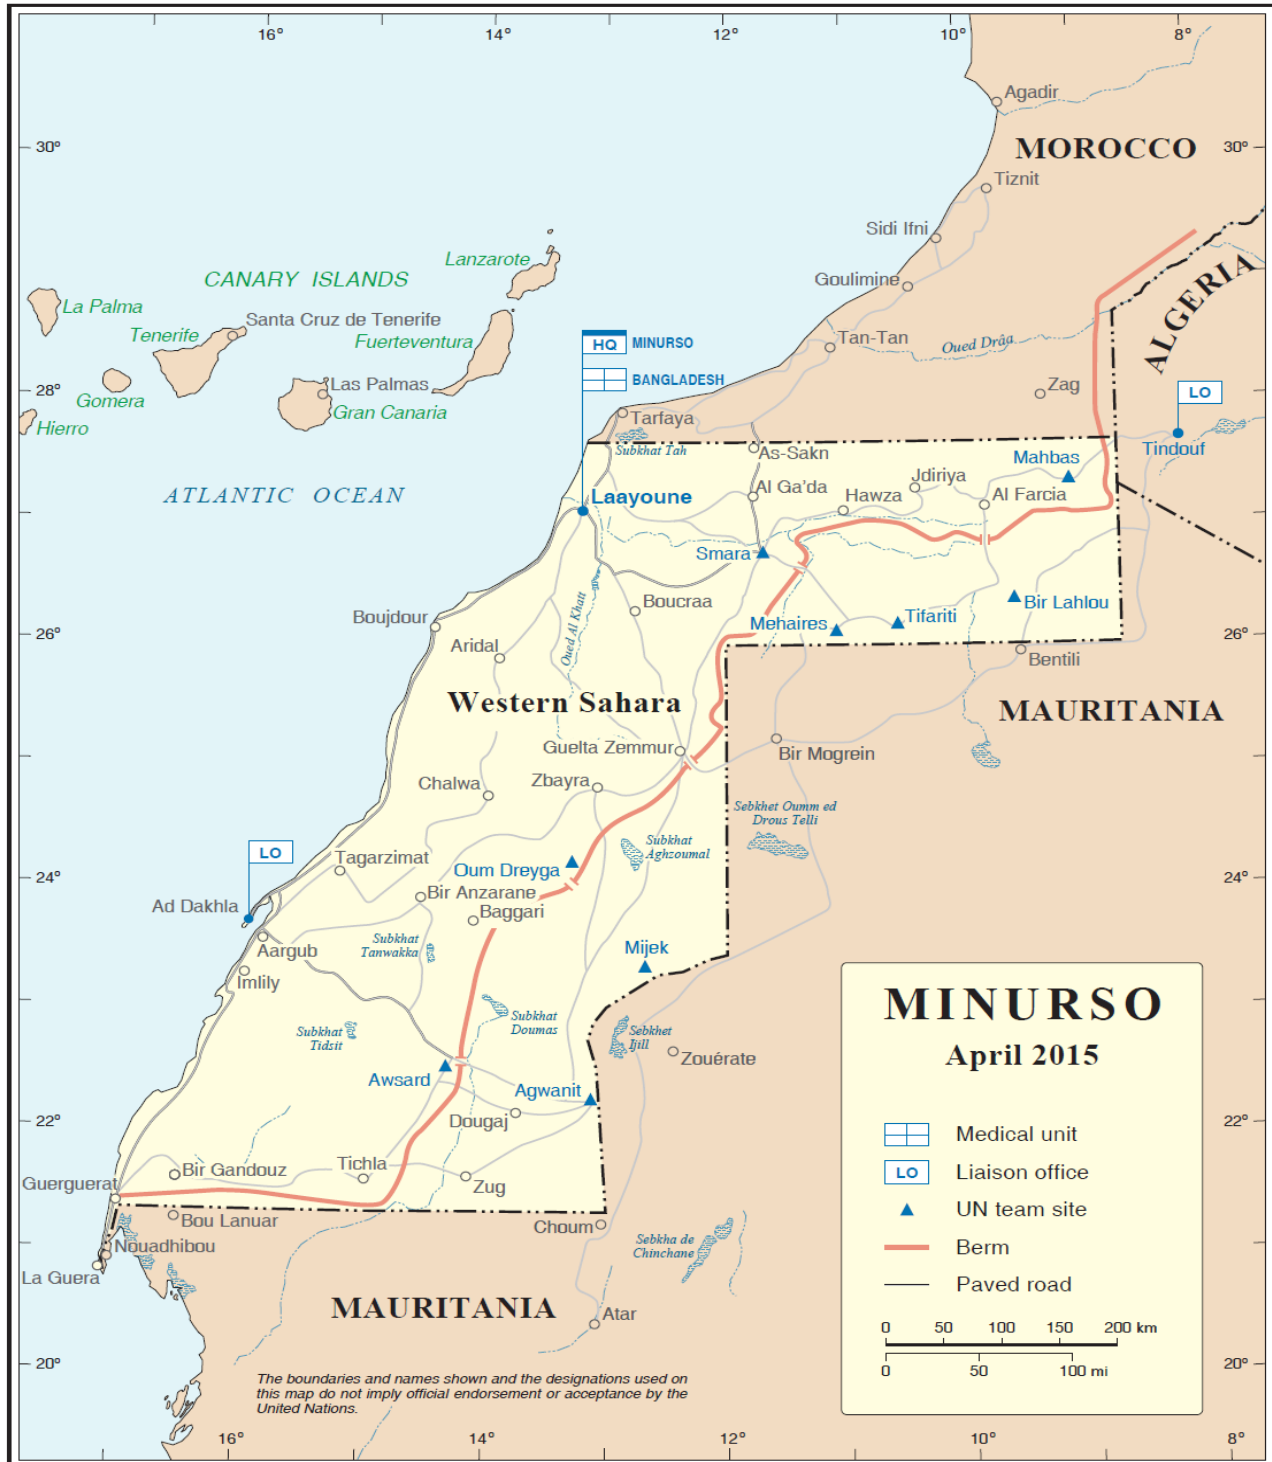 16°
14°
12°
10°
8°
Agadir
MOROCCO
30°
30°
Tiznit
Sidi Ifni
Lanzarote
CANARY ISLANDS
Goulimine
ALGERIA
La Palma
Santa Cruz de Tenerife
Tenerife
Fuerteventura
HQ MINURSO
Tan-Tan
Oued Drâa
BANGLADESH
28°
Las Palmas
Zag
28°
LO
Gomera
Gran Canaria
Hierro
Tarfaya
Subkhat Tah
As-Sakn
Mahbas
Tindouf
ATLANTIC OCEAN
Laayoune
Al Ga'da
Jdiriya
Hawza
Al Farcia
Smara
Boucraa
Bir Lahlou
Boujdour
Oued Al Khatt
Mehaires
Tifariti
26°
26°
Aridal
Bentili
Western Sahara
MAURITANIA
Guelta Zemmur
Bir Mogrein
Chalwa
Zbayra
Sebkhet Oumm ed
Drous Telli
LO
Tagarzimat
Subkhat
Aghzoumal
24°
Oum Dreyga
24°
Bir Anzarane
Ad Dakhla
Baggari
Aargub
Subkhat
Tanwakka
Mijek
Imlily
Subkhat
Tidsit
Subkhat
Doumas
Sebkhet
Ijill
Zouérate
Awsard
Agwanit
22°
Dougaj
22°
Bir Gandouz
Tichla
Guerguerat
Zug
Bou Lanuar
Choum
Nouadhibou
Sebkha de
Chinchane
La Guera
MAURITANIA
Atar
20°
20°
The boundaries and names shown and the designations used on
this map do not imply official endorsement or acceptance by the
United Nations.
MINURSO
April 2015
Medical unit
LO Liaison office
UN team site
Berm
Paved road
0 50 100 150 200 km
0 50 100 mi
16°
14°
12°
10°
8°